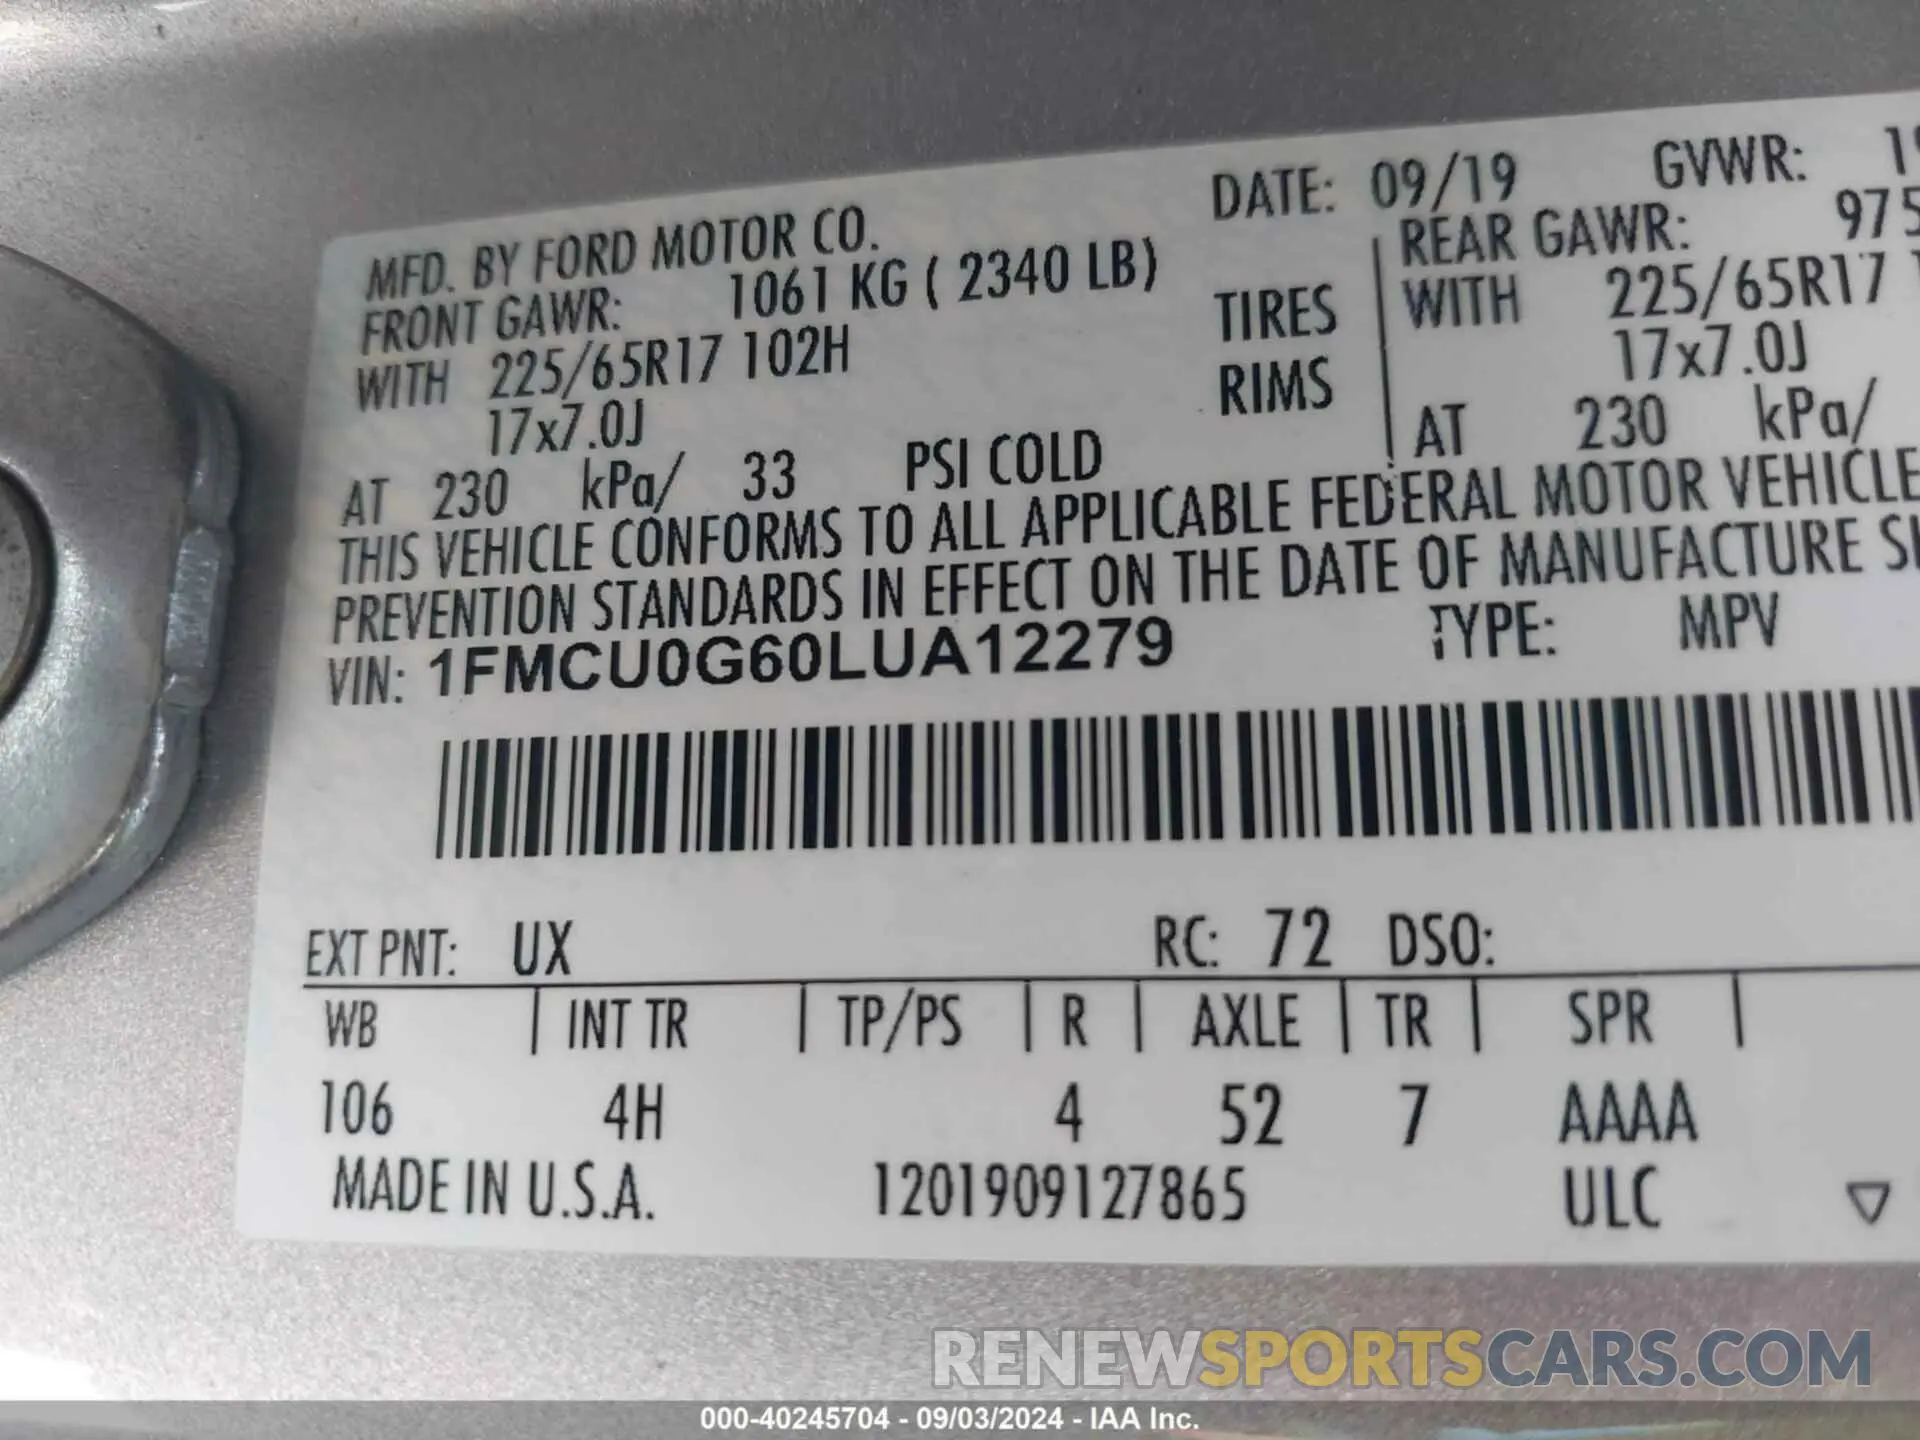 MFD. BY FORD MOTOR CO. DATE: 09/19 GVWR:
FRONT GAWR: 1061 KG ( 2340 LB) REAR GAWR: 975
WITH 225/65R17 102H TIRES WITH 225/65R17
17x7.0J RIMS 17x7.0J
AT 230 kPa/ 33 PSI COLD AT 230 kPa/
THIS VEHICLE CONFORMS TO ALL APPLICABLE FEDERAL MOTOR VEHICLE
PREVENTION STANDARDS IN EFFECT ON THE DATE OF MANUFACTURE
VIN: 1FMCU0G60LUA12279 TYPE: MPV
EXT PNT: UX RC: 72 DSO:
WB | INT TR | TP/PS | R | AXLE | TR | SPR |
106 4H 4 52 7 AAAA
MADE IN U.S.A. 1201909127865 ULC ▽
RENEWSPORTSCARS.COM
000-40245704 - 09/03/2024 - IAA Inc.